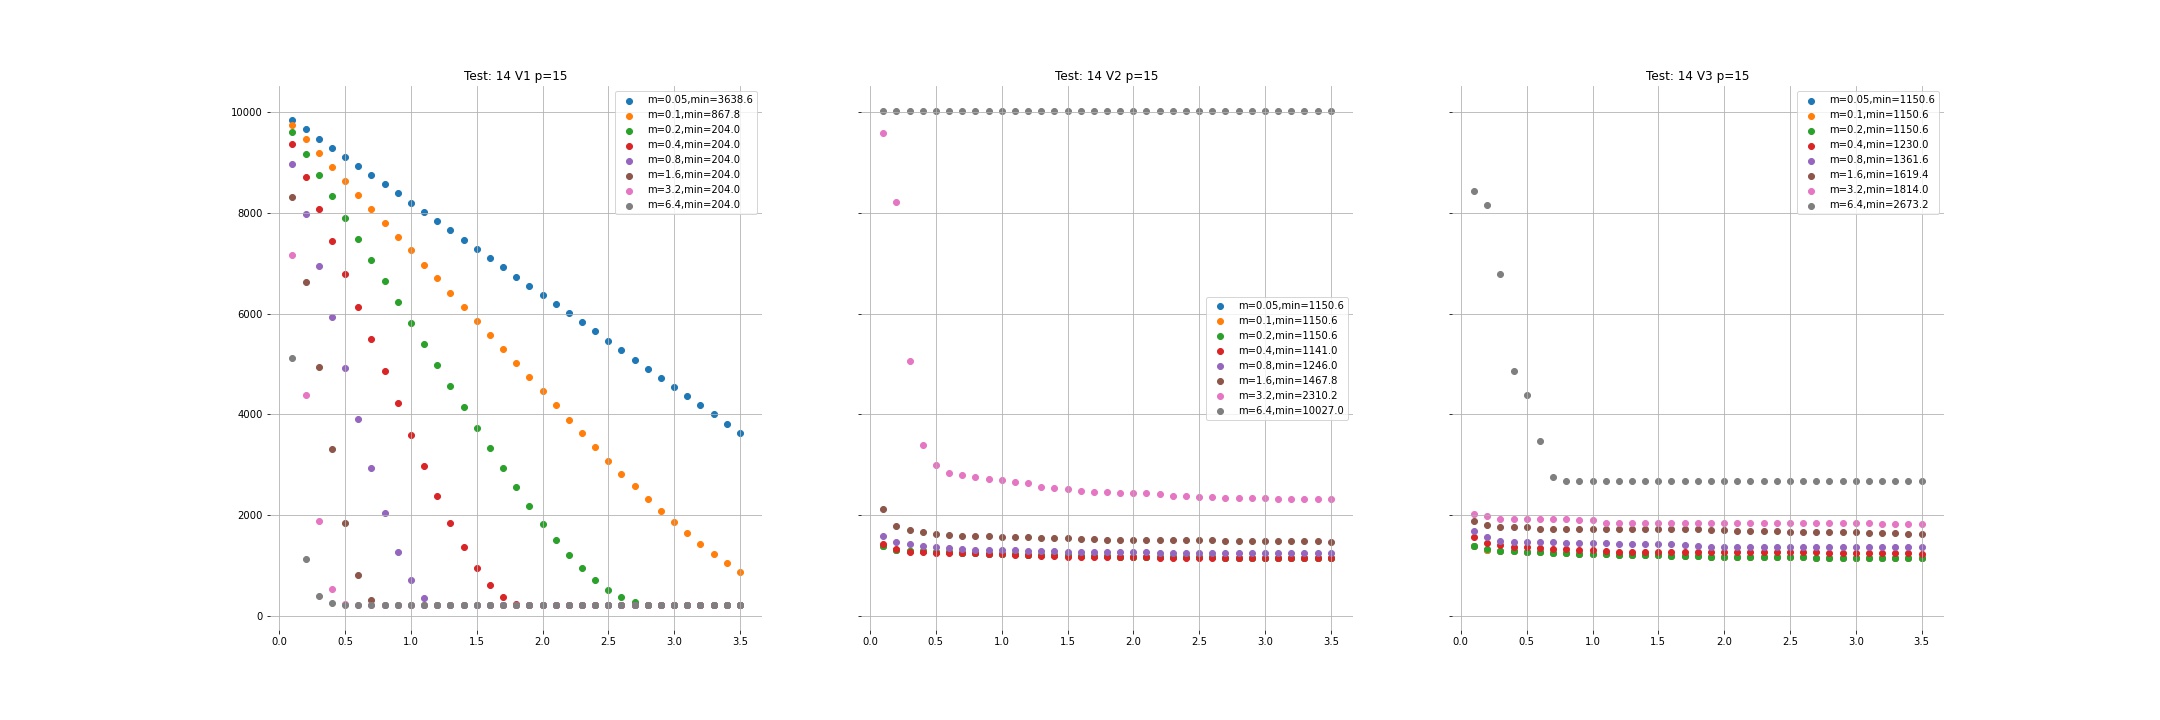 Test: 14 V1 p=15
10000
8000
6000
4000
2000
0
0.0 0.5 1.0 1.5 2.0 2.5 3.0 3.5
m=0.05,min=3638.6
m=0.1,min=867.8
m=0.2,min=204.0
m=0.4,min=204.0
m=0.8,min=204.0
m=1.6,min=204.0
m=3.2,min=204.0
m=6.4,min=204.0
Test: 14 V2 p=15
m=0.05,min=1150.6
m=0.1,min=1150.6
m=0.2,min=1150.6
m=0.4,min=1141.0
m=0.8,min=1246.0
m=1.6,min=1467.8
m=3.2,min=2310.2
m=6.4,min=10027.0
0.0 0.5 1.0 1.5 2.0 2.5 3.0 3.5
Test: 14 V3 p=15
m=0.05,min=1150.6
m=0.1,min=1150.6
m=0.2,min=1150.6
m=0.4,min=1230.0
m=0.8,min=1361.6
m=1.6,min=1619.4
m=3.2,min=1814.0
m=6.4,min=2673.2
0.0 0.5 1.0 1.5 2.0 2.5 3.0 3.5